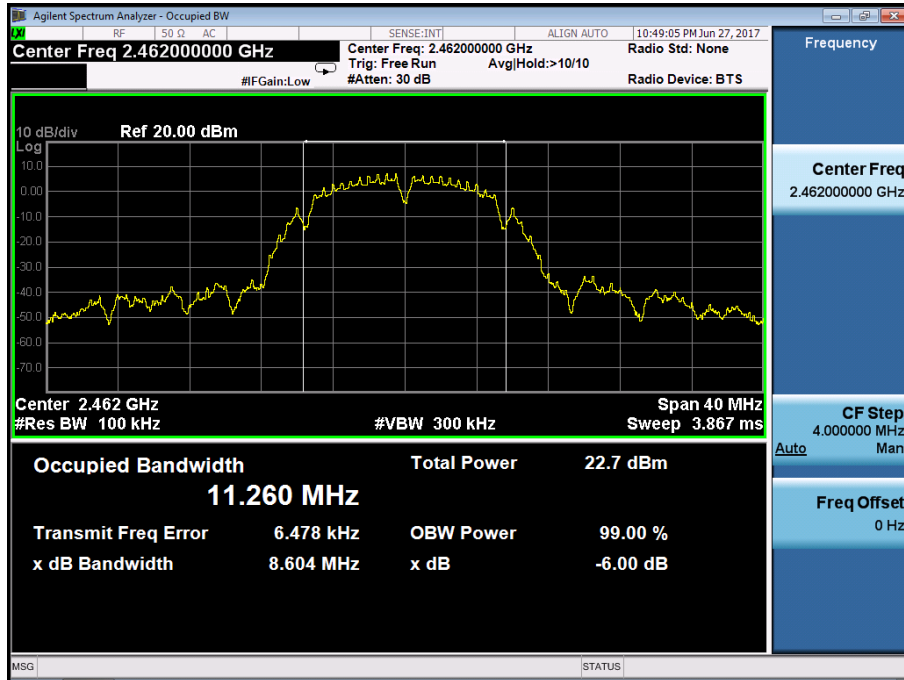 Agilent Spectrum Analyzer - Occupied BW
LXI RF 50 Ω AC SENSE:INT ALIGN AUTO 10:49:05 PM Jun 27, 2017
Center Freq 2.462000000 GHz
#IFGain:Low
Center Freq: 2.462000000 GHz
Trig: Free Run Avg|Hold:>10/10
#Atten: 30 dB
Radio Std: None
Radio Device: BTS
10 dB/div Ref 20.00 dBm
Log
10.0
0.00
-10.0
-20.0
-30.0
-40.0
-50.0
-60.0
-70.0
Center 2.462 GHz Span 40 MHz
#Res BW 100 kHz #VBW 300 kHz Sweep 3.867 ms
Occupied Bandwidth Total Power 22.7 dBm
11.260 MHz
Transmit Freq Error 6.478 kHz OBW Power 99.00 %
x dB Bandwidth 8.604 MHz x dB -6.00 dB
MSG STATUS
Frequency
Center Freq
2.462000000 GHz
CF Step
4.000000 MHz
Auto Man
Freq Offset
0 Hz